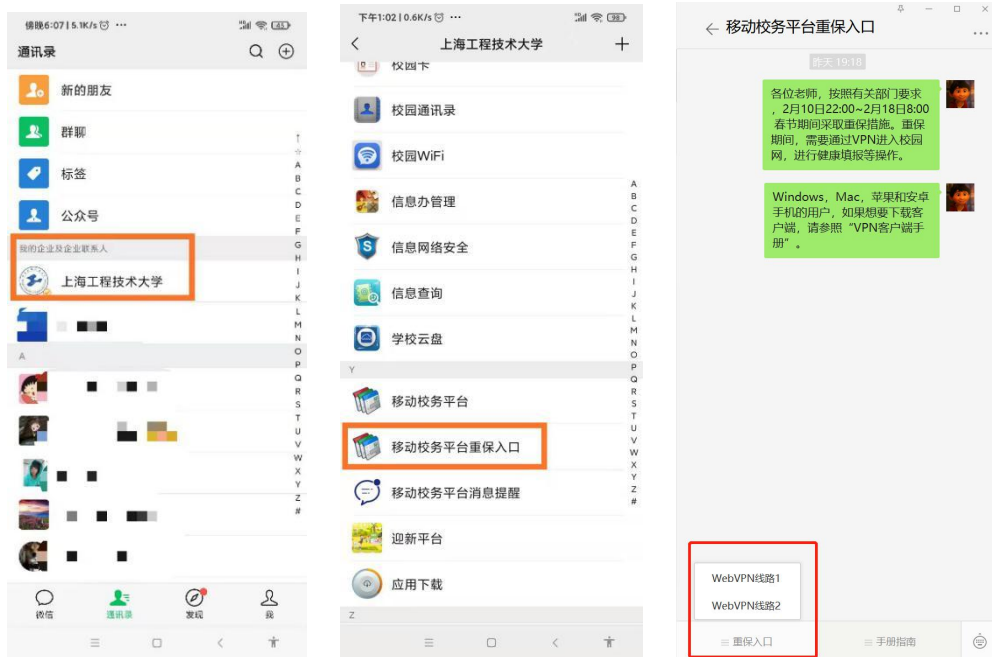 傍晚6:07 | 5.1K/s
45
通讯录
新的朋友
群聊
标签
公众号
我的企业及企业联系人
上海工程技术大学
A
↑
☆
A
B
C
D
E
F
G
H
I
J
K
L
M
N
O
P
Q
R
S
T
U
V
W
X
Y
Z
#
微信
通讯录
发现
我
下午1:02 | 0.6K/s
98
上海工程技术大学
校园卡
校园通讯录
校园WiFi
信息办管理
信息网络安全
信息查询
学校云盘
Y
移动校务平台
移动校务平台重保入口
移动校务平台消息提醒
迎新平台
应用下载
Z
A
B
C
D
E
F
G
H
I
J
K
L
M
N
O
P
Q
R
S
T
U
V
W
X
Y
Z
#
移动校务平台重保入口
昨天 19:18
各位老师，按照有关部门要求
，2月10日22:00~2月18日8:00
春节期间采取重保措施。重保
期间，需要通过VPN进入校园
网，进行健康填报等操作。
Windows，Mac，苹果和安卓
手机的用户，如果想要下载客
户端，请参照“VPN客户端手
册”。
WebVPN线路1
WebVPN线路2
重保入口
手册指南